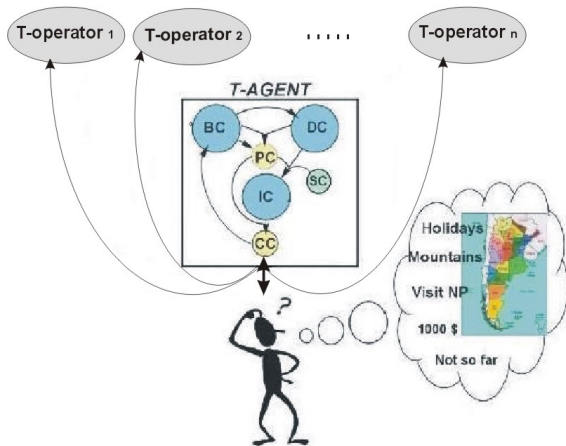 T-operator 1
T-operator 2
.....
T-operator n
T-AGENT
BC
DC
PC
SC
IC
CC
?
Holidays
Mountains
Visit NP
1000 $
Not so far